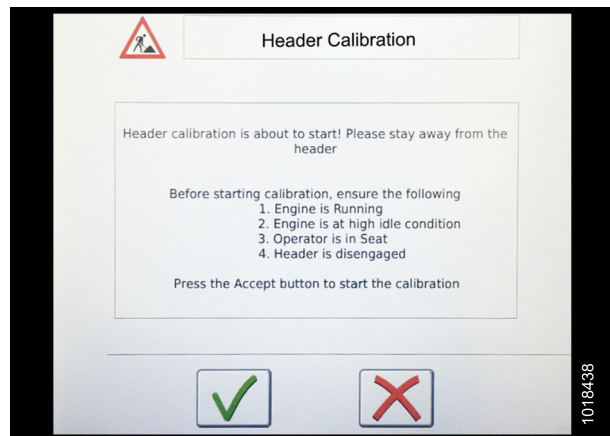 Header Calibration
Header calibration is about to start! Please stay away from the
header
Before starting calibration, ensure the following
1. Engine is Running
2. Engine is at high idle condition
3. Operator is in Seat
4. Header is disengaged
Press the Accept button to start the calibration
1018438